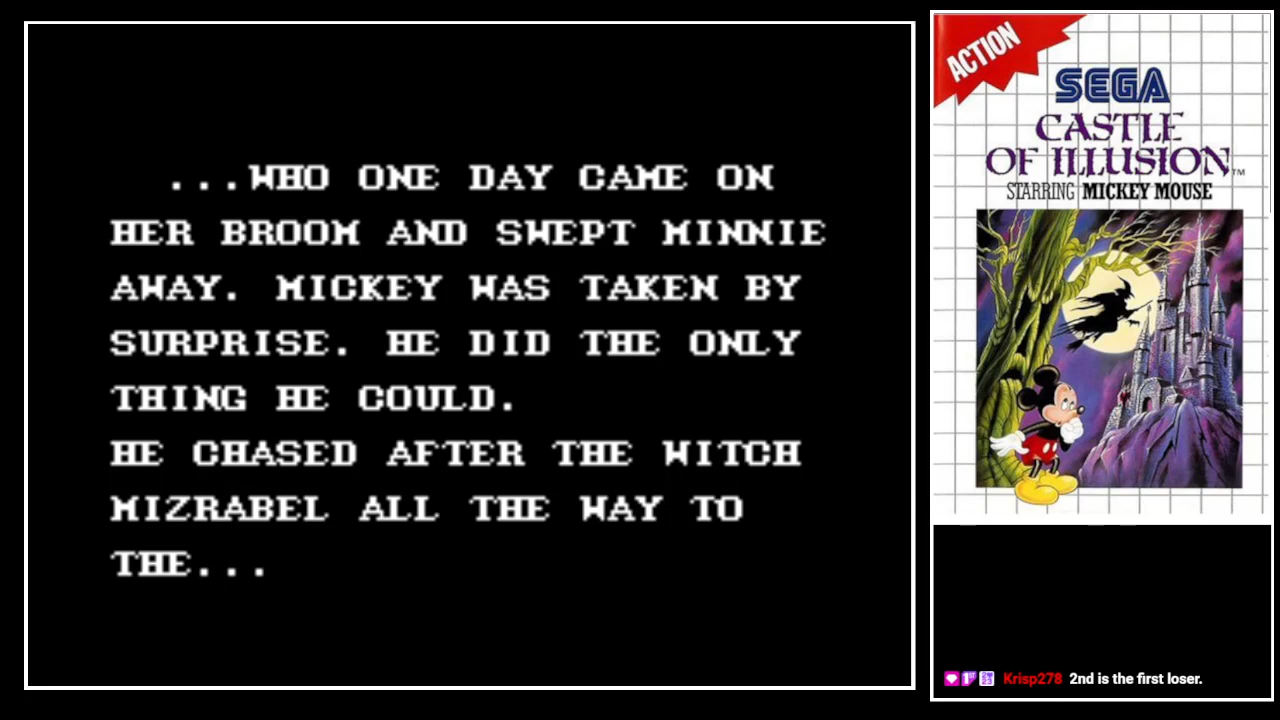 ...WHO ONE DAY CAME ON
HER BROOM AND SWEPT MINNIE
AWAY. MICKEY WAS TAKEN BY
SURPRISE. HE DID THE ONLY
THING HE COULD.
HE CHASED AFTER THE WITCH
MIZRABEL ALL THE WAY TO
THE...
ACTION
SEGA
CASTLE
OF ILLUSION™
STARRING MICKEY MOUSE
Krisp278 2nd is the first loser.